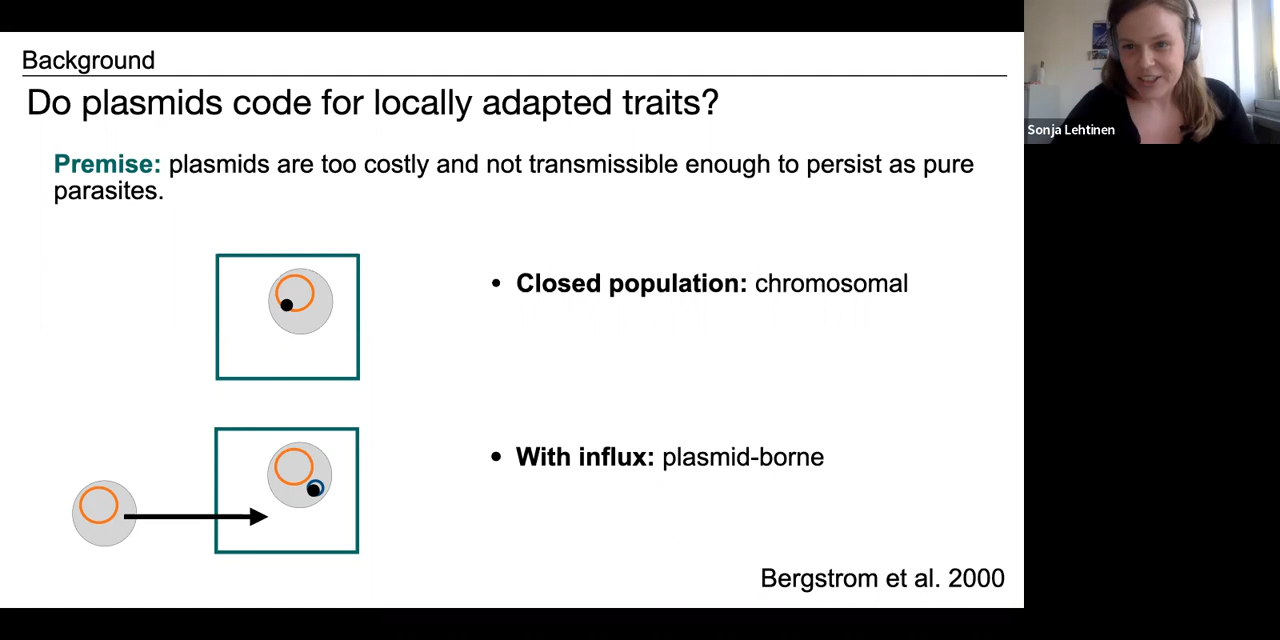 Background
Do plasmids code for locally adapted traits?
Premise: plasmids are too costly and not transmissible enough to persist as pure
parasites.
• Closed population: chromosomal
• With influx: plasmid-borne
Bergstrom et al. 2000
Sonja Lehtinen